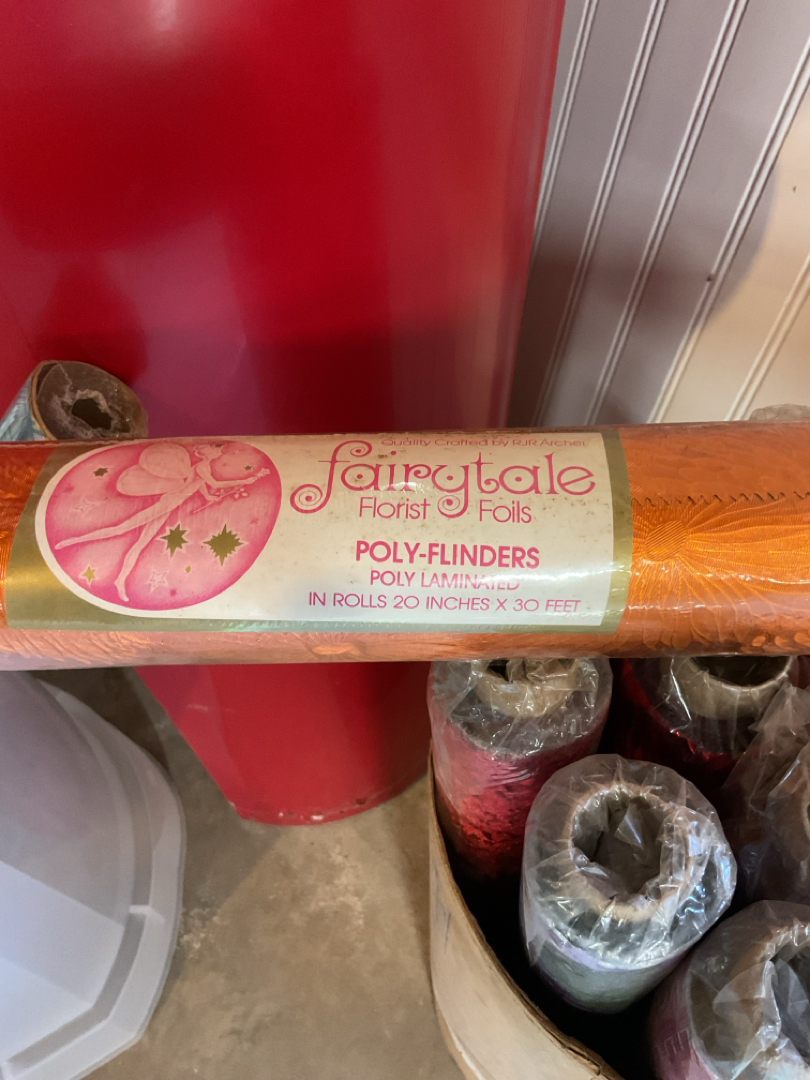 Quality Crafted by RJR Archer
fairytale
Florist Foils
POLY-FLINDERS
POLY LAMINATED
IN ROLLS 20 INCHES X 30 FEET